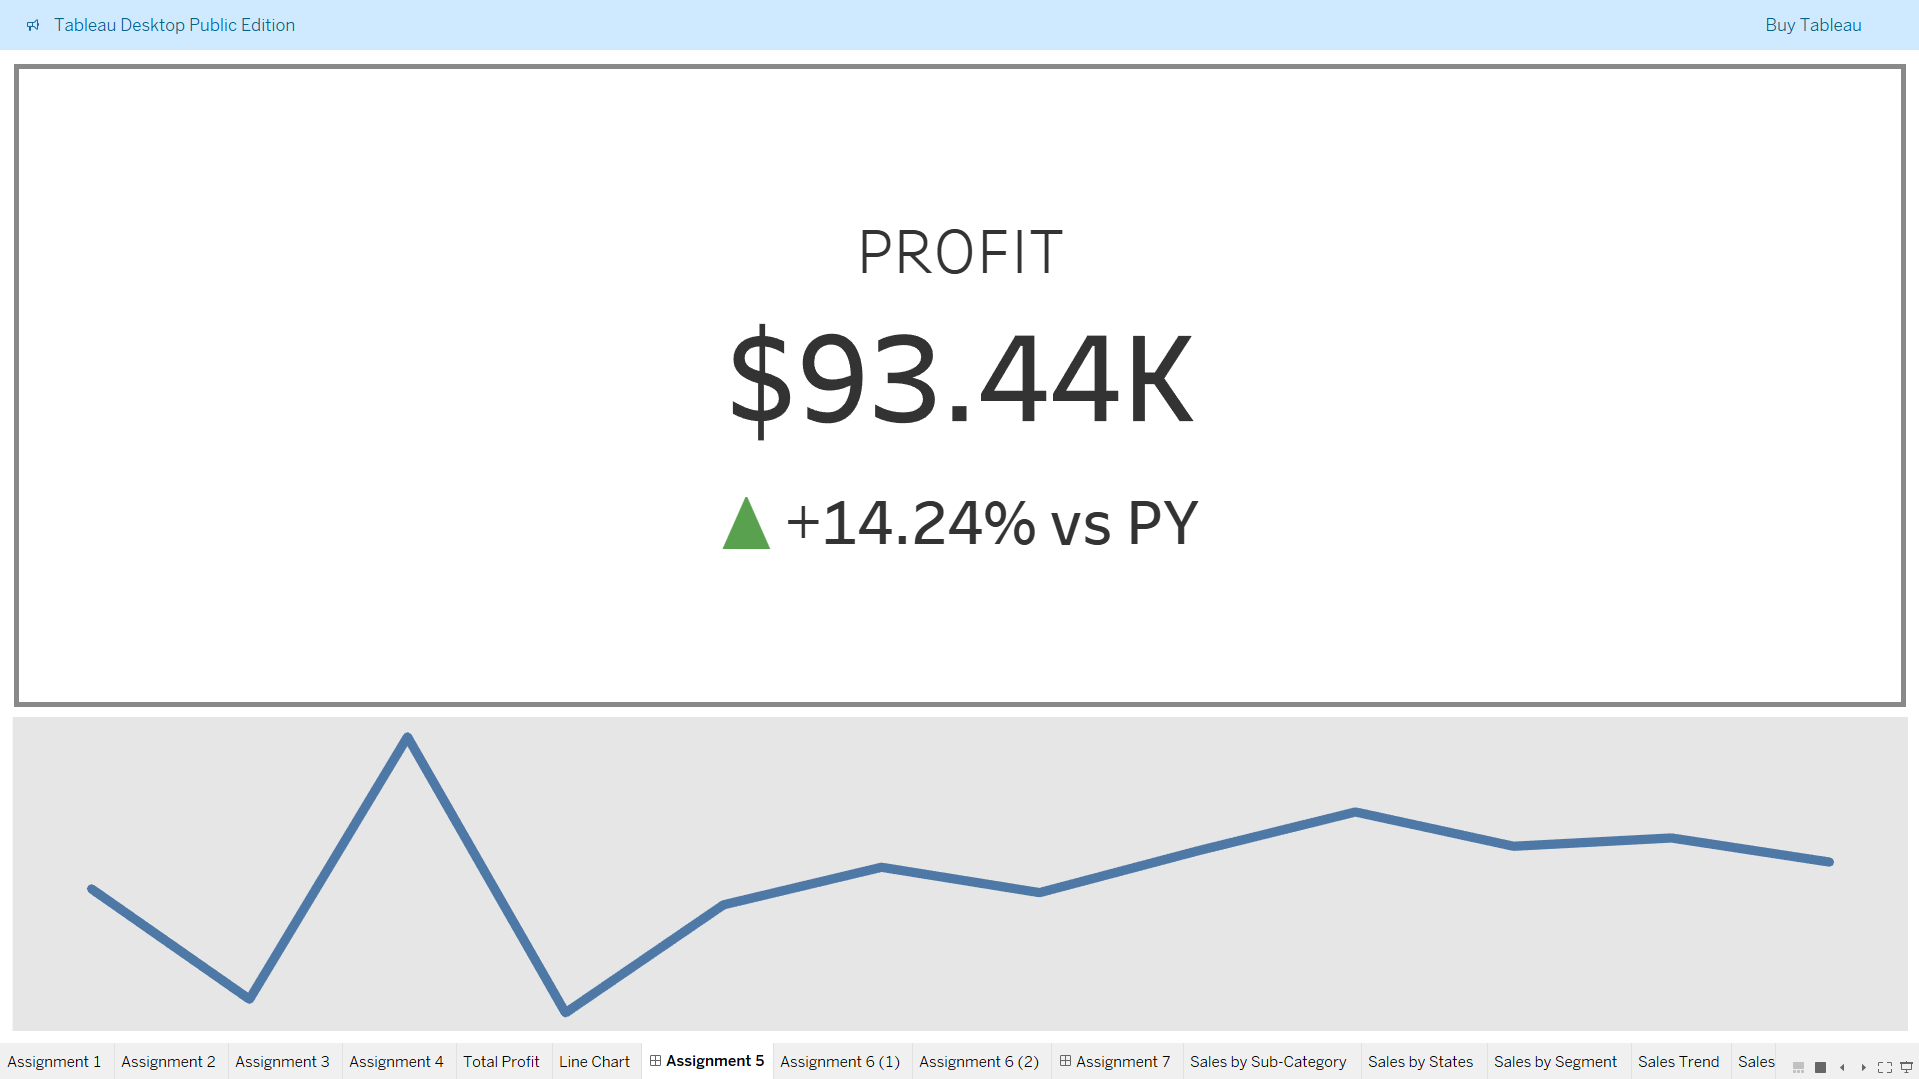 Tableau Desktop Public Edition
Buy Tableau
PROFIT
$93.44K
▲ +14.24% vs PY
Assignment 1
Assignment 2
Assignment 3
Assignment 4
Total Profit
Line Chart
Assignment 5
Assignment 6 (1)
Assignment 6 (2)
Assignment 7
Sales by Sub-Category
Sales by States
Sales by Segment
Sales Trend
Sales